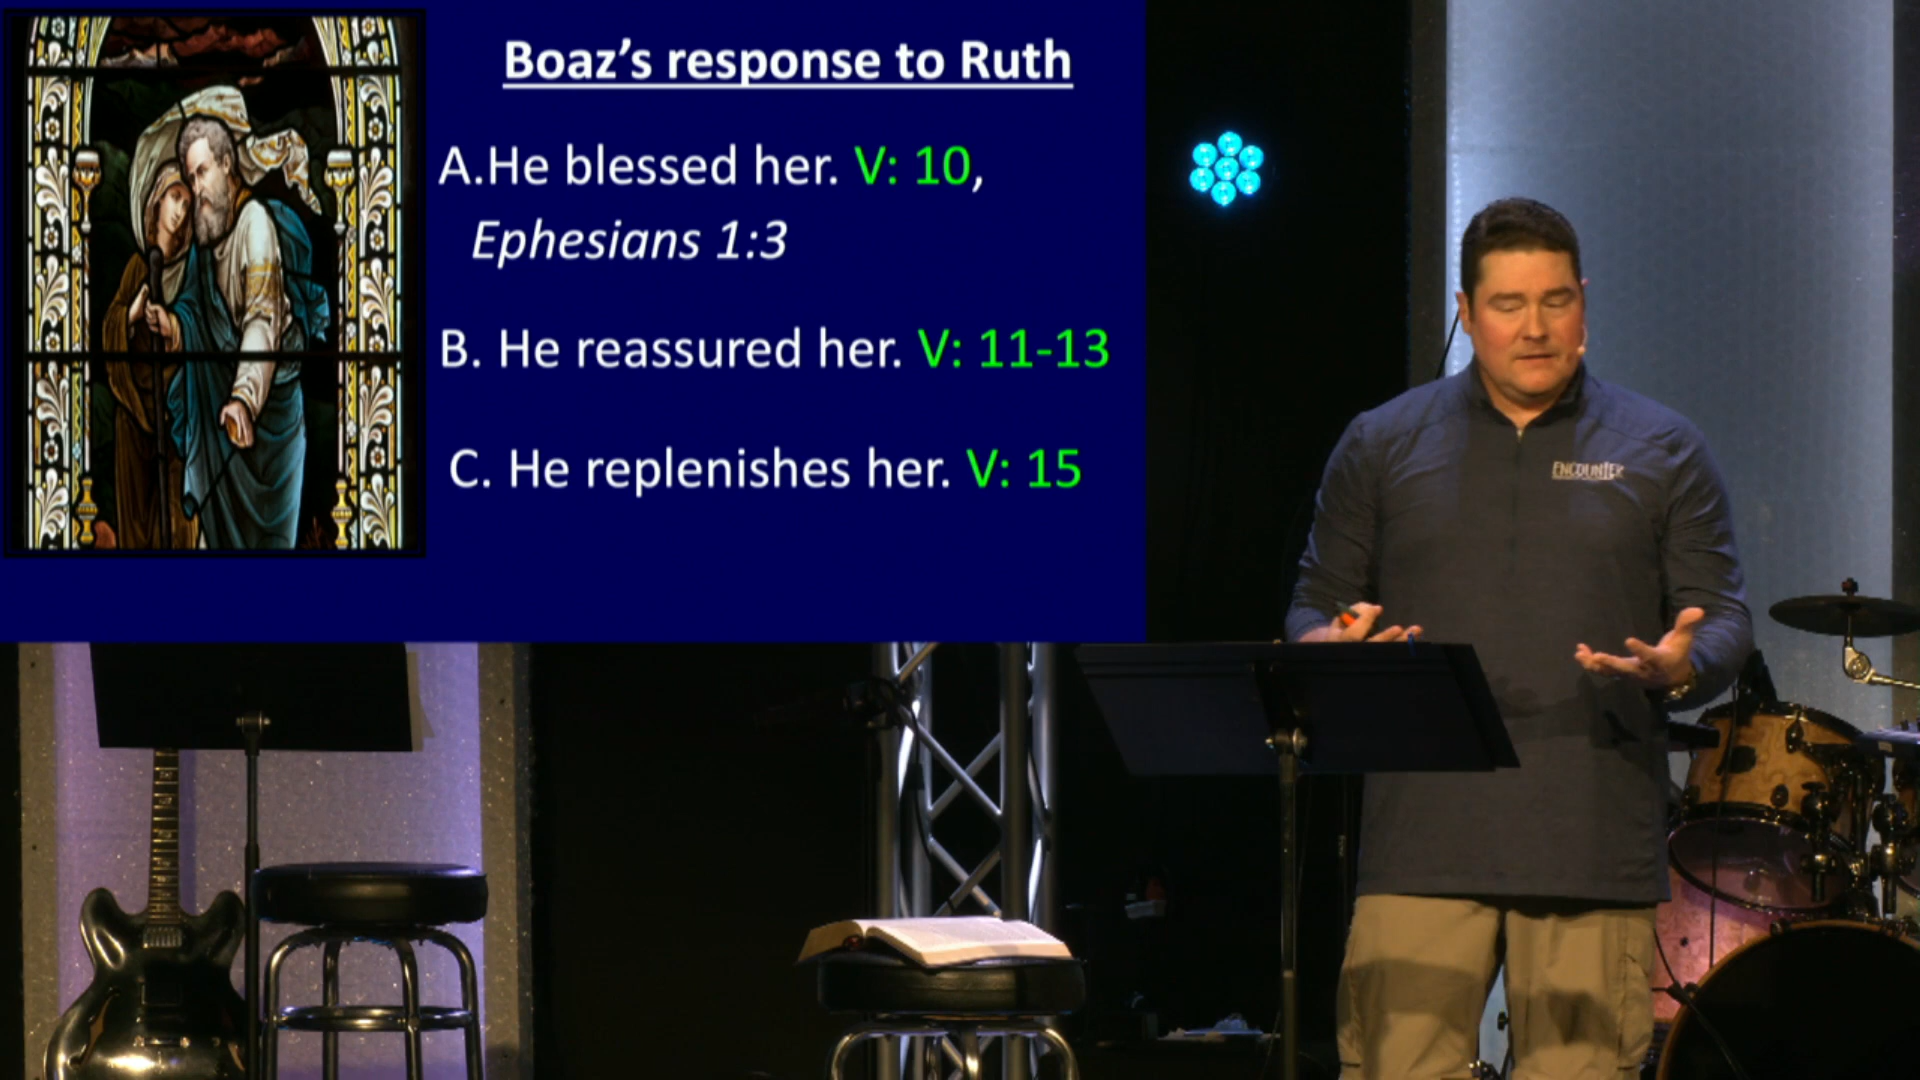 Boaz’s response to Ruth
A.He blessed her. V: 10,
Ephesians 1:3
B. He reassured her. V: 11-13
C. He replenishes her. V: 15
ENCOUNTER